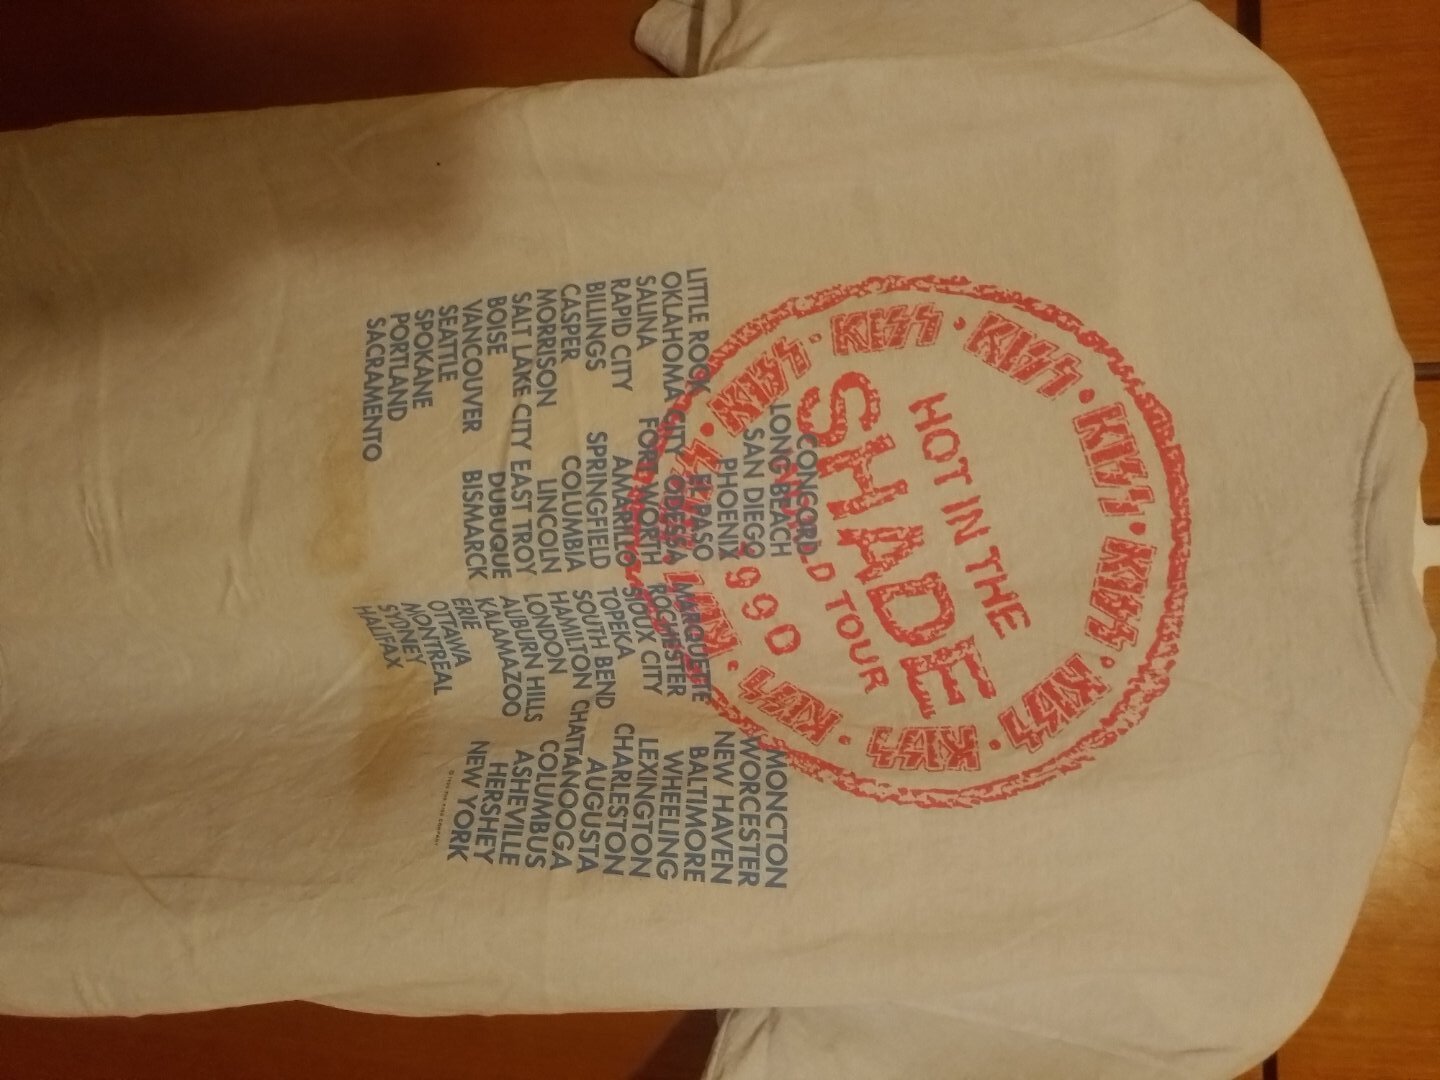 KISS · KISS · KISS · KISS · KISS · KISS · KISS · KISS · KISS · KISS
HOT IN THE
SHADE
WORLD TOUR
1990
LITTLE ROCK
OKLAHOMA CITY
SALINA
RAPID CITY
BILLINGS
CASPER
MORRISON
SALT LAKE CITY
BOISE
VANCOUVER
SEATTLE
SPOKANE
PORTLAND
SACRAMENTO
CONCORD
LONG BEACH
SAN DIEGO
PHOENIX
EL PASO
ODESSA
FORT WORTH
AMARILLO
SPRINGFIELD
COLUMBIA
LINCOLN
EAST TROY
DUBUQUE
BISMARCK
MARQUETTE
ROCHESTER
SIOUX CITY
TOPEKA
SOUTH BEND
HAMILTON
LONDON
AUBURN HILLS
KALAMAZOO
ERIE
OTTAWA
MONTREAL
SYDNEY
HALIFAX
MONCTON
WORCESTER
NEW HAVEN
BALTIMORE
WHEELING
LEXINGTON
CHARLESTON
AUGUSTA
CHATTANOOGA
COLUMBUS
ASHEVILLE
HERSHEY
NEW YORK